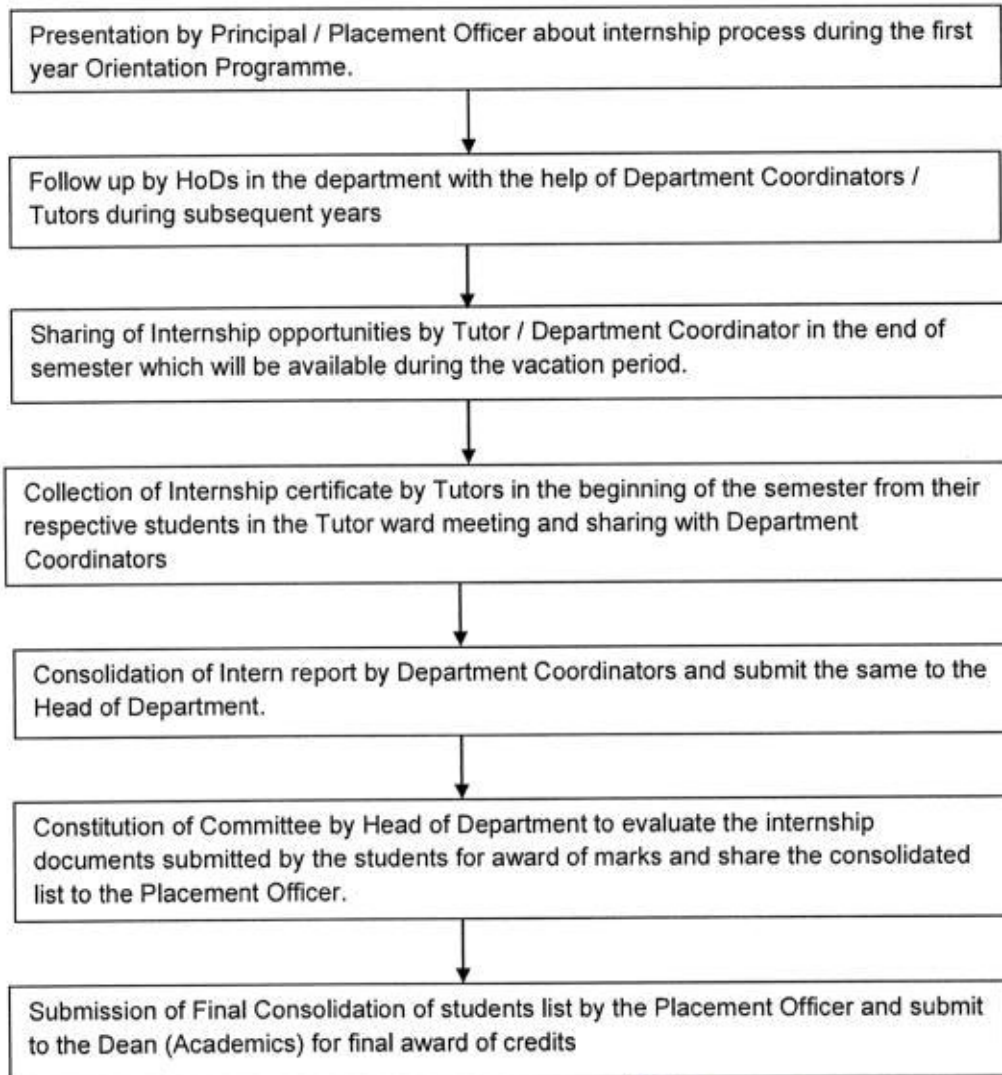 Presentation by Principal / Placement Officer about internship process during the first
year Orientation Programme.
Follow up by HoDs in the department with the help of Department Coordinators /
Tutors during subsequent years
Sharing of Internship opportunities by Tutor / Department Coordinator in the end of
semester which will be available during the vacation period.
Collection of Internship certificate by Tutors in the beginning of the semester from their
respective students in the Tutor ward meeting and sharing with Department
Coordinators
Consolidation of Intern report by Department Coordinators and submit the same to the
Head of Department.
Constitution of Committee by Head of Department to evaluate the internship
documents submitted by the students for award of marks and share the consolidated
list to the Placement Officer.
Submission of Final Consolidation of students list by the Placement Officer and submit
to the Dean (Academics) for final award of credits